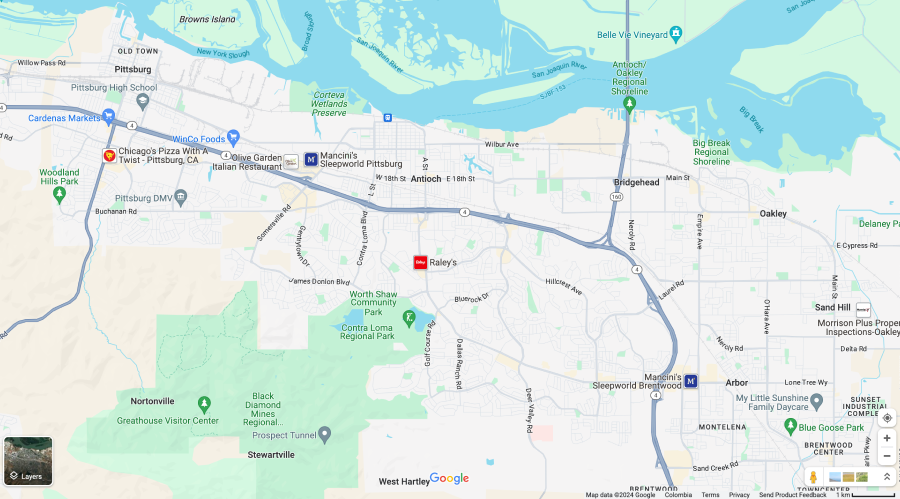 Browns Island
Broad Slough
Belle Vie Vineyard
OLD TOWN
New York Slough
San Joaquin River
Willow Pass Rd
Pittsburg
San Joaquin River
Antioch/
Oakley
Regional
Shoreline
Pittsburg High School
SJB-153
Corteva
Wetlands
Preserve
Big Break
Cardenas Markets
4
WinCo Foods
Big Break
Regional
Shoreline
Chicago's Pizza With A
Twist - Pittsburg, CA
4
Olive Garden
Italian Restaurant
Mancini's
Sleepworld Pittsburg
A St
Wilbur Ave
Woodland
Hills Park
W 18th St
Antioch
E 18th St
Bridgehead
Main St
L St
4
Pittsburg DMV
160
Buchanan Rd
Somersville Rd
4
Oakley
Contra Loma Blvd
Gentrytown Dr
Neroly Rd
Empire Ave
Delaney Park
E Cypress Rd
Raley's
4
James Donlon Blvd
Hillcrest Ave
Laurel Rd
Main St
Worth Shaw
Community
Park
Bluerock Dr
O'Hara Ave
Sand Hill
Contra Loma
Regional Park
Golf Course Rd
Morrison Plus Property
Inspections-Oakley
Dallas Ranch Rd
Neroly Rd
Delta Rd
Mancini's
Sleepworld Brentwood
Arbor
Lone Tree Wy
4
Deer Valley Rd
Nortonville
Black
Diamond
Mines
Regional...
My Little Sunshine
Family Daycare
SUNSET
INDUSTRIAL
COMPLEX
Greathouse Visitor Center
Prospect Tunnel
MONTELENA
Blue Goose Park
Stewartville
BRENTWOOD
CENTER
Sand Creek Rd
Layers
West Hartley
Google
BRENTWOOD
TOWNCENTER
Map data ©2024 Google
Colombia
Terms
Privacy
Send Product Feedback
1 km